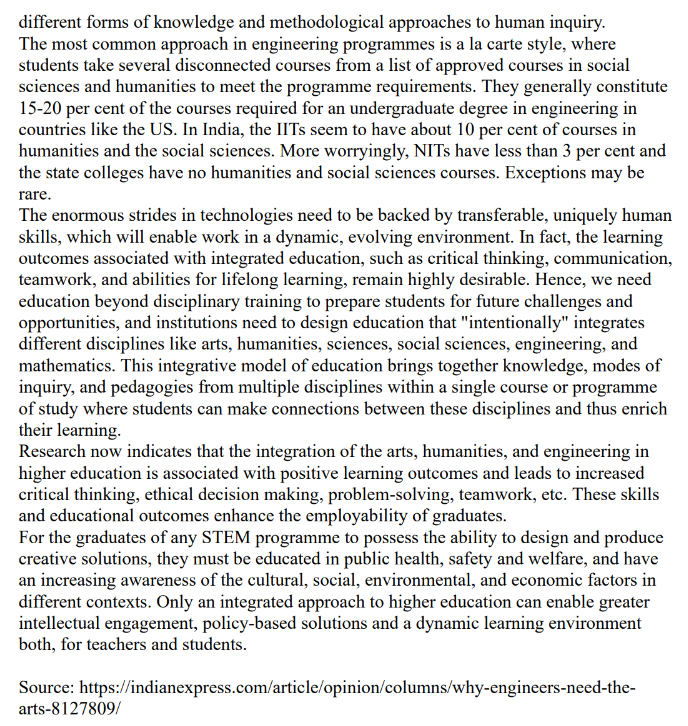 different forms of knowledge and methodological approaches to human inquiry.
The most common approach in engineering programmes is a la carte style, where
students take several disconnected courses from a list of approved courses in social
sciences and humanities to meet the programme requirements. They generally constitute
15-20 per cent of the courses required for an undergraduate degree in engineering in
countries like the US. In India, the IITs seem to have about 10 per cent of courses in
humanities and the social sciences. More worryingly, NITs have less than 3 per cent and
the state colleges have no humanities and social sciences courses. Exceptions may be
rare.
The enormous strides in technologies need to be backed by transferable, uniquely human
skills, which will enable work in a dynamic, evolving environment. In fact, the learning
outcomes associated with integrated education, such as critical thinking, communication,
teamwork, and abilities for lifelong learning, remain highly desirable. Hence, we need
education beyond disciplinary training to prepare students for future challenges and
opportunities, and institutions need to design education that "intentionally" integrates
different disciplines like arts, humanities, sciences, social sciences, engineering, and
mathematics. This integrative model of education brings together knowledge, modes of
inquiry, and pedagogies from multiple disciplines within a single course or programme
of study where students can make connections between these disciplines and thus enrich
their learning.
Research now indicates that the integration of the arts, humanities, and engineering in
higher education is associated with positive learning outcomes and leads to increased
critical thinking, ethical decision making, problem-solving, teamwork, etc. These skills
and educational outcomes enhance the employability of graduates.
For the graduates of any STEM programme to possess the ability to design and produce
creative solutions, they must be educated in public health, safety and welfare, and have
an increasing awareness of the cultural, social, environmental, and economic factors in
different contexts. Only an integrated approach to higher education can enable greater
intellectual engagement, policy-based solutions and a dynamic learning environment
both, for teachers and students.
Source: https://indianexpress.com/article/opinion/columns/why-engineers-need-the-
arts-8127809/